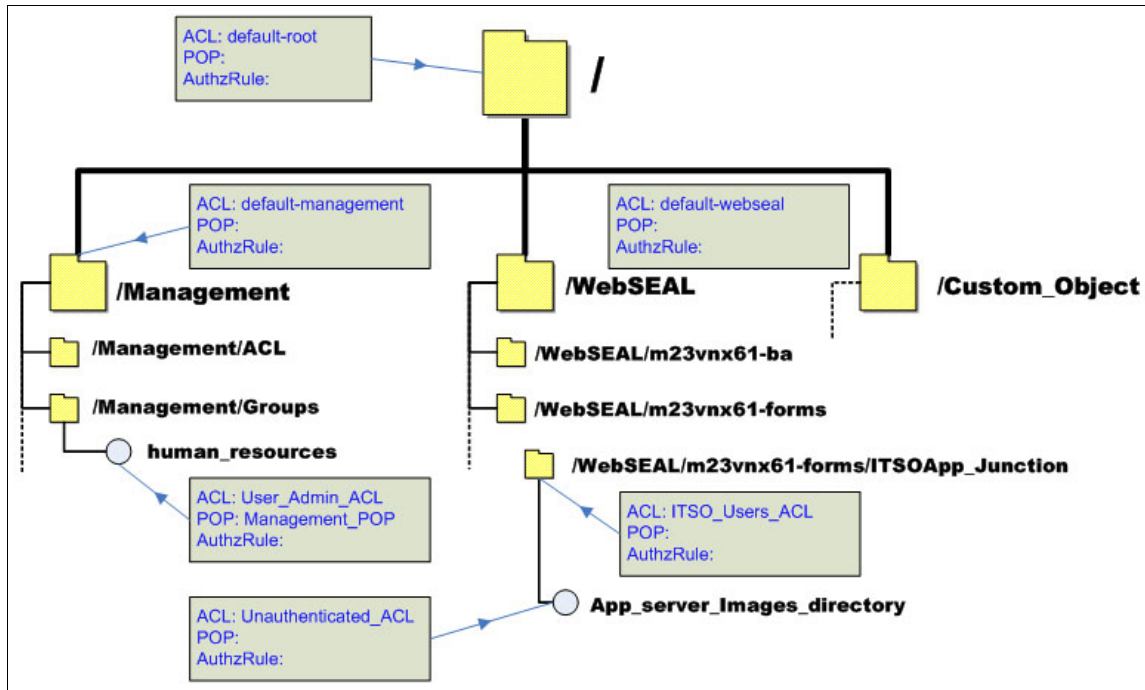 ACL: default-root
POP:
AuthzRule:
/
ACL: default-management
POP:
AuthzRule:
ACL: default-webseal
POP:
AuthzRule:
/Management
/WebSEAL
/Custom_Object
/Management/ACL
/WebSEAL/m23vnx61-ba
/Management/Groups
/WebSEAL/m23vnx61-forms
human_resources
/WebSEAL/m23vnx61-forms/ITSOApp_Junction
ACL: User_Admin_ACL
POP: Management_POP
AuthzRule:
ACL: ITSO_Users_ACL
POP:
AuthzRule:
App_server_Images_directory
ACL: Unauthenticated_ACL
POP:
AuthzRule: